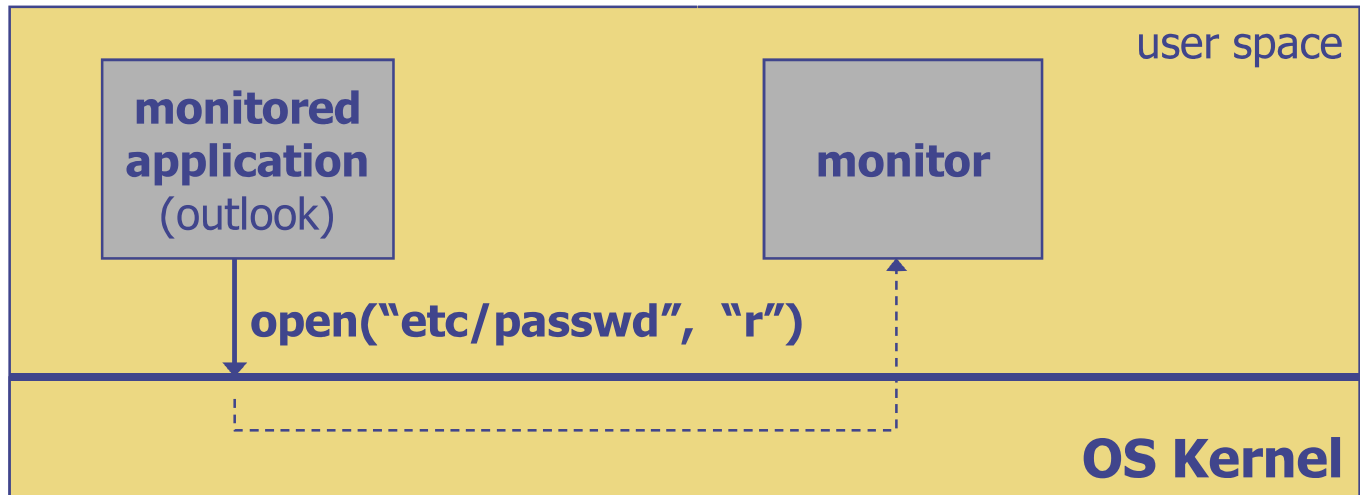 user space
monitored
application
(outlook)
monitor
open(“etc/passwd”, “r”)
OS Kernel